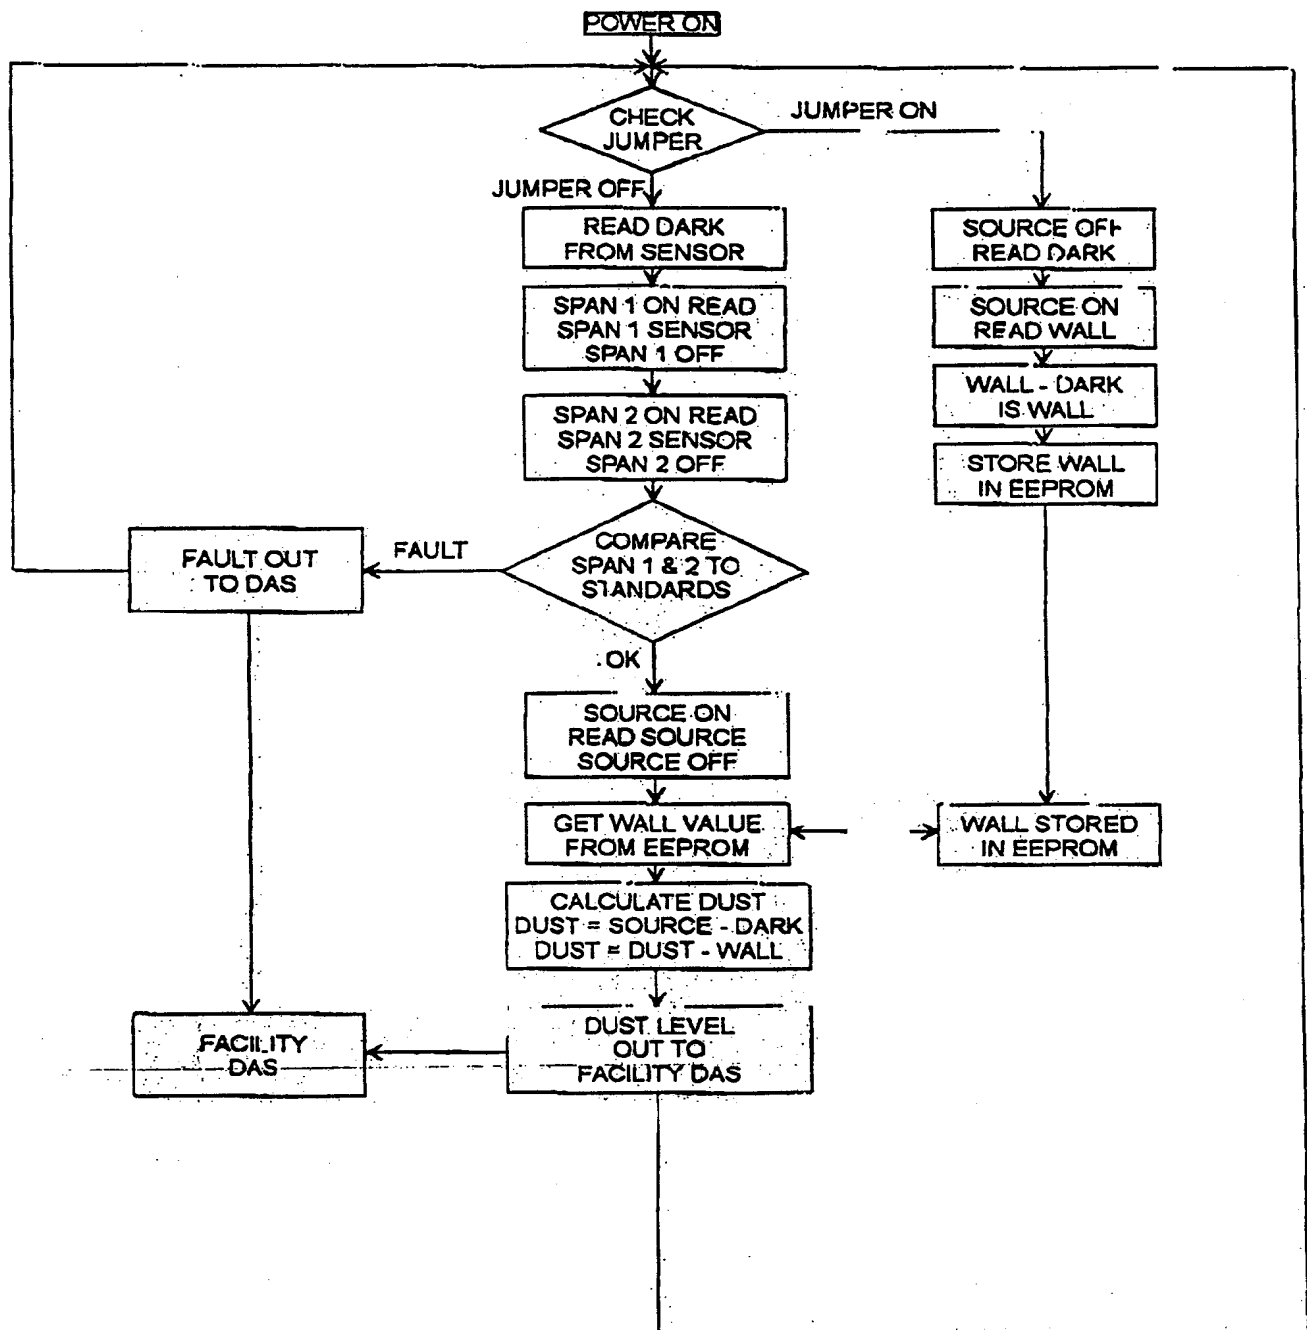 POWER ON
CHECK
JUMPER
JUMPER ON
JUMPER OFF
READ DARK
FROM SENSOR
SPAN 1 ON READ
SPAN 1 SENSOR
SPAN 1 OFF
SPAN 2 ON READ
SPAN 2 SENSOR
SPAN 2 OFF
SOURCE OFF
READ DARK
SOURCE ON
READ WALL
WALL - DARK
IS WALL
STORE WALL
IN EEPROM
COMPARE
SPAN 1 & 2 TO
STANDARDS
FAULT
FAULT OUT
TO DAS
OK
SOURCE ON
READ SOURCE
SOURCE OFF
GET WALL VALUE
FROM EEPROM
WALL STORED
IN EEPROM
CALCULATE DUST
DUST = SOURCE - DARK
DUST = DUST - WALL
DUST LEVEL
OUT TO
FACILITY DAS
FACILITY
DAS